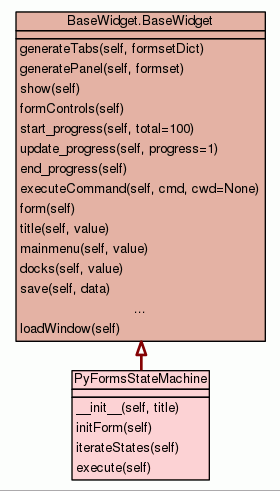 BaseWidget.BaseWidget
generateTabs(self, formsetDict)
generatePanel(self, formset)
show(self)
formControls(self)
start_progress(self, total=100)
update_progress(self, progress=1)
end_progress(self)
executeCommand(self, cmd, cwd=None)
form(self)
title(self, value)
mainmenu(self, value)
docks(self, value)
save(self, data)
...
loadWindow(self)
PyFormsStateMachine
__init__(self, title)
initForm(self)
iterateStates(self)
execute(self)